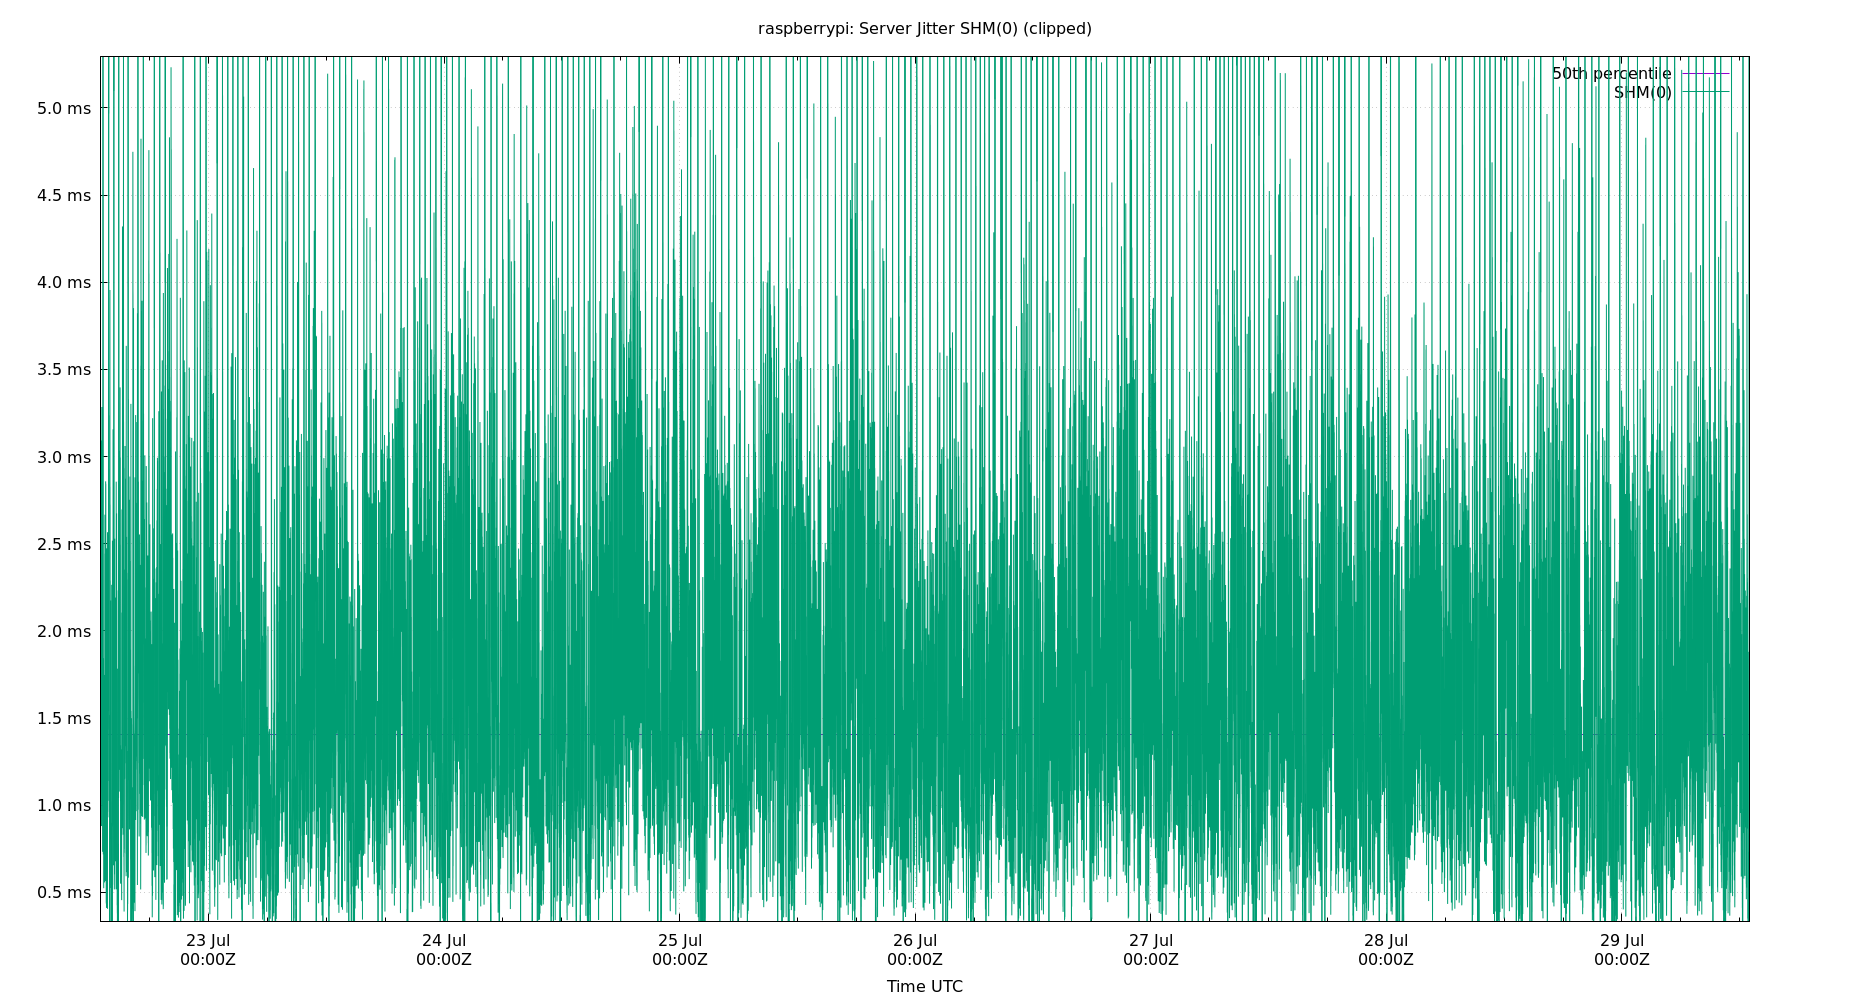 raspberrypi: Server Jitter SHM(0) (clipped)
50th percentile
SHM(0)
5.0 ms
4.5 ms
4.0 ms
3.5 ms
3.0 ms
2.5 ms
2.0 ms
1.5 ms
1.0 ms
0.5 ms
23 Jul 24 Jul 25 Jul 26 Jul 27 Jul 28 Jul 29 Jul
00:00Z 00:00Z 00:00Z 00:00Z 00:00Z 00:00Z 00:00Z
Time UTC